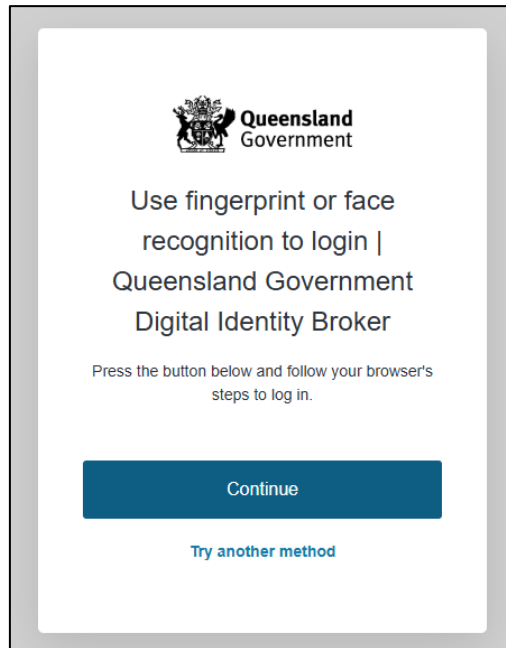 Queensland
Government
Use fingerprint or face
recognition to login |
Queensland Government
Digital Identity Broker
Press the button below and follow your browser's
steps to log in.
Continue
Try another method